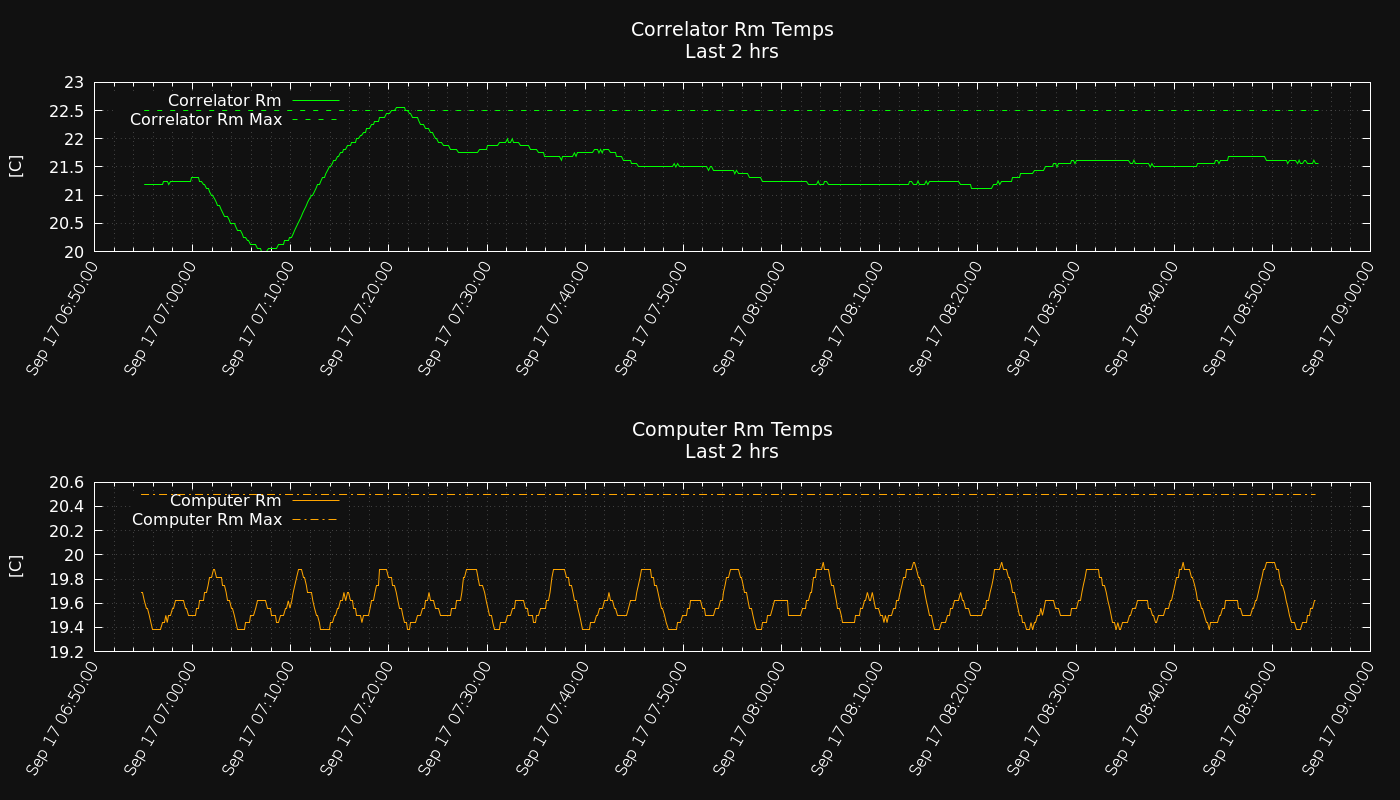 Correlator Rm Temps
Last 2 hrs
23
22.5
22
21.5
21
20.5
20
[C]
Correlator Rm
Correlator Rm Max
Sep 17 06:50:00
Sep 17 07:00:00
Sep 17 07:10:00
Sep 17 07:20:00
Sep 17 07:30:00
Sep 17 07:40:00
Sep 17 07:50:00
Sep 17 08:00:00
Sep 17 08:10:00
Sep 17 08:20:00
Sep 17 08:30:00
Sep 17 08:40:00
Sep 17 08:50:00
Sep 17 09:00:00
Computer Rm Temps
Last 2 hrs
20.6
20.4
20.2
20
19.8
19.6
19.4
19.2
[C]
Computer Rm
Computer Rm Max
Sep 17 06:50:00
Sep 17 07:00:00
Sep 17 07:10:00
Sep 17 07:20:00
Sep 17 07:30:00
Sep 17 07:40:00
Sep 17 07:50:00
Sep 17 08:00:00
Sep 17 08:10:00
Sep 17 08:20:00
Sep 17 08:30:00
Sep 17 08:40:00
Sep 17 08:50:00
Sep 17 09:00:00